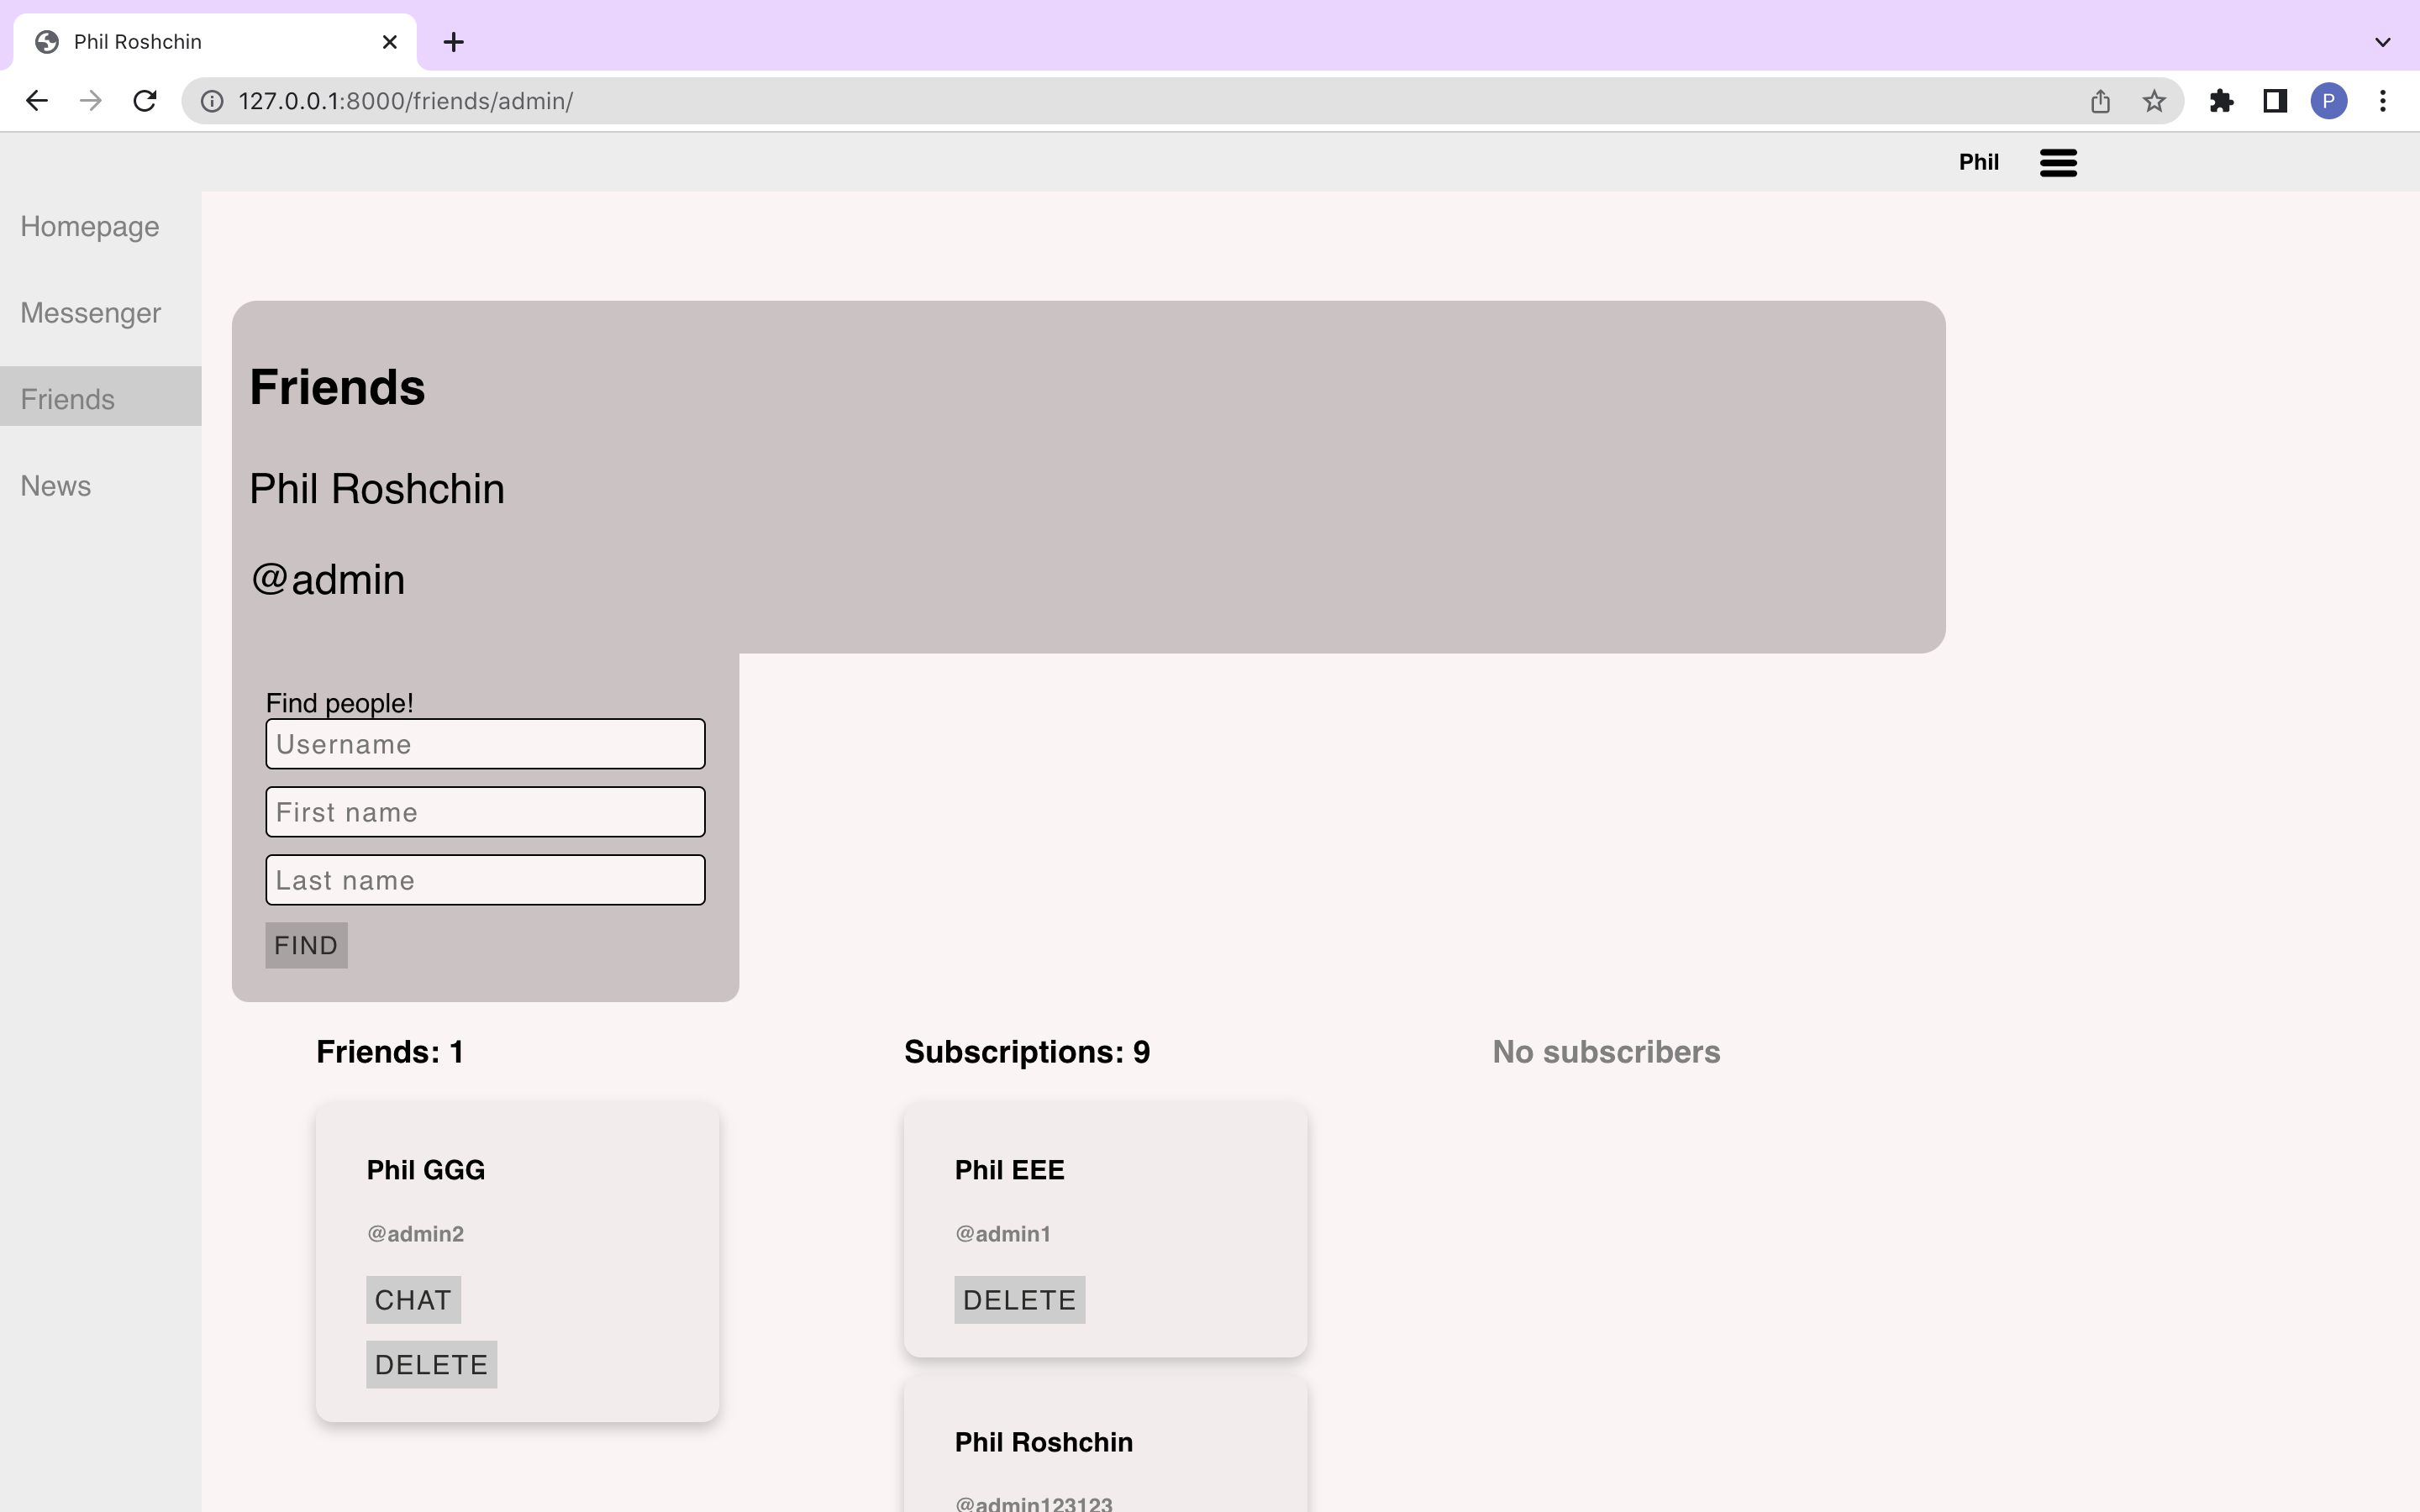 Phil Roshchin
127.0.0.1:8000/friends/admin/
P
Phil
Homepage
Messenger
Friends
News
Friends
Phil Roshchin
@admin
Find people!
Username
First name
Last name
FIND
Friends: 1
Phil GGG
@admin2
CHAT
DELETE
Subscriptions: 9
Phil EEE
@admin1
DELETE
Phil Roshchin
@admin123123
No subscribers